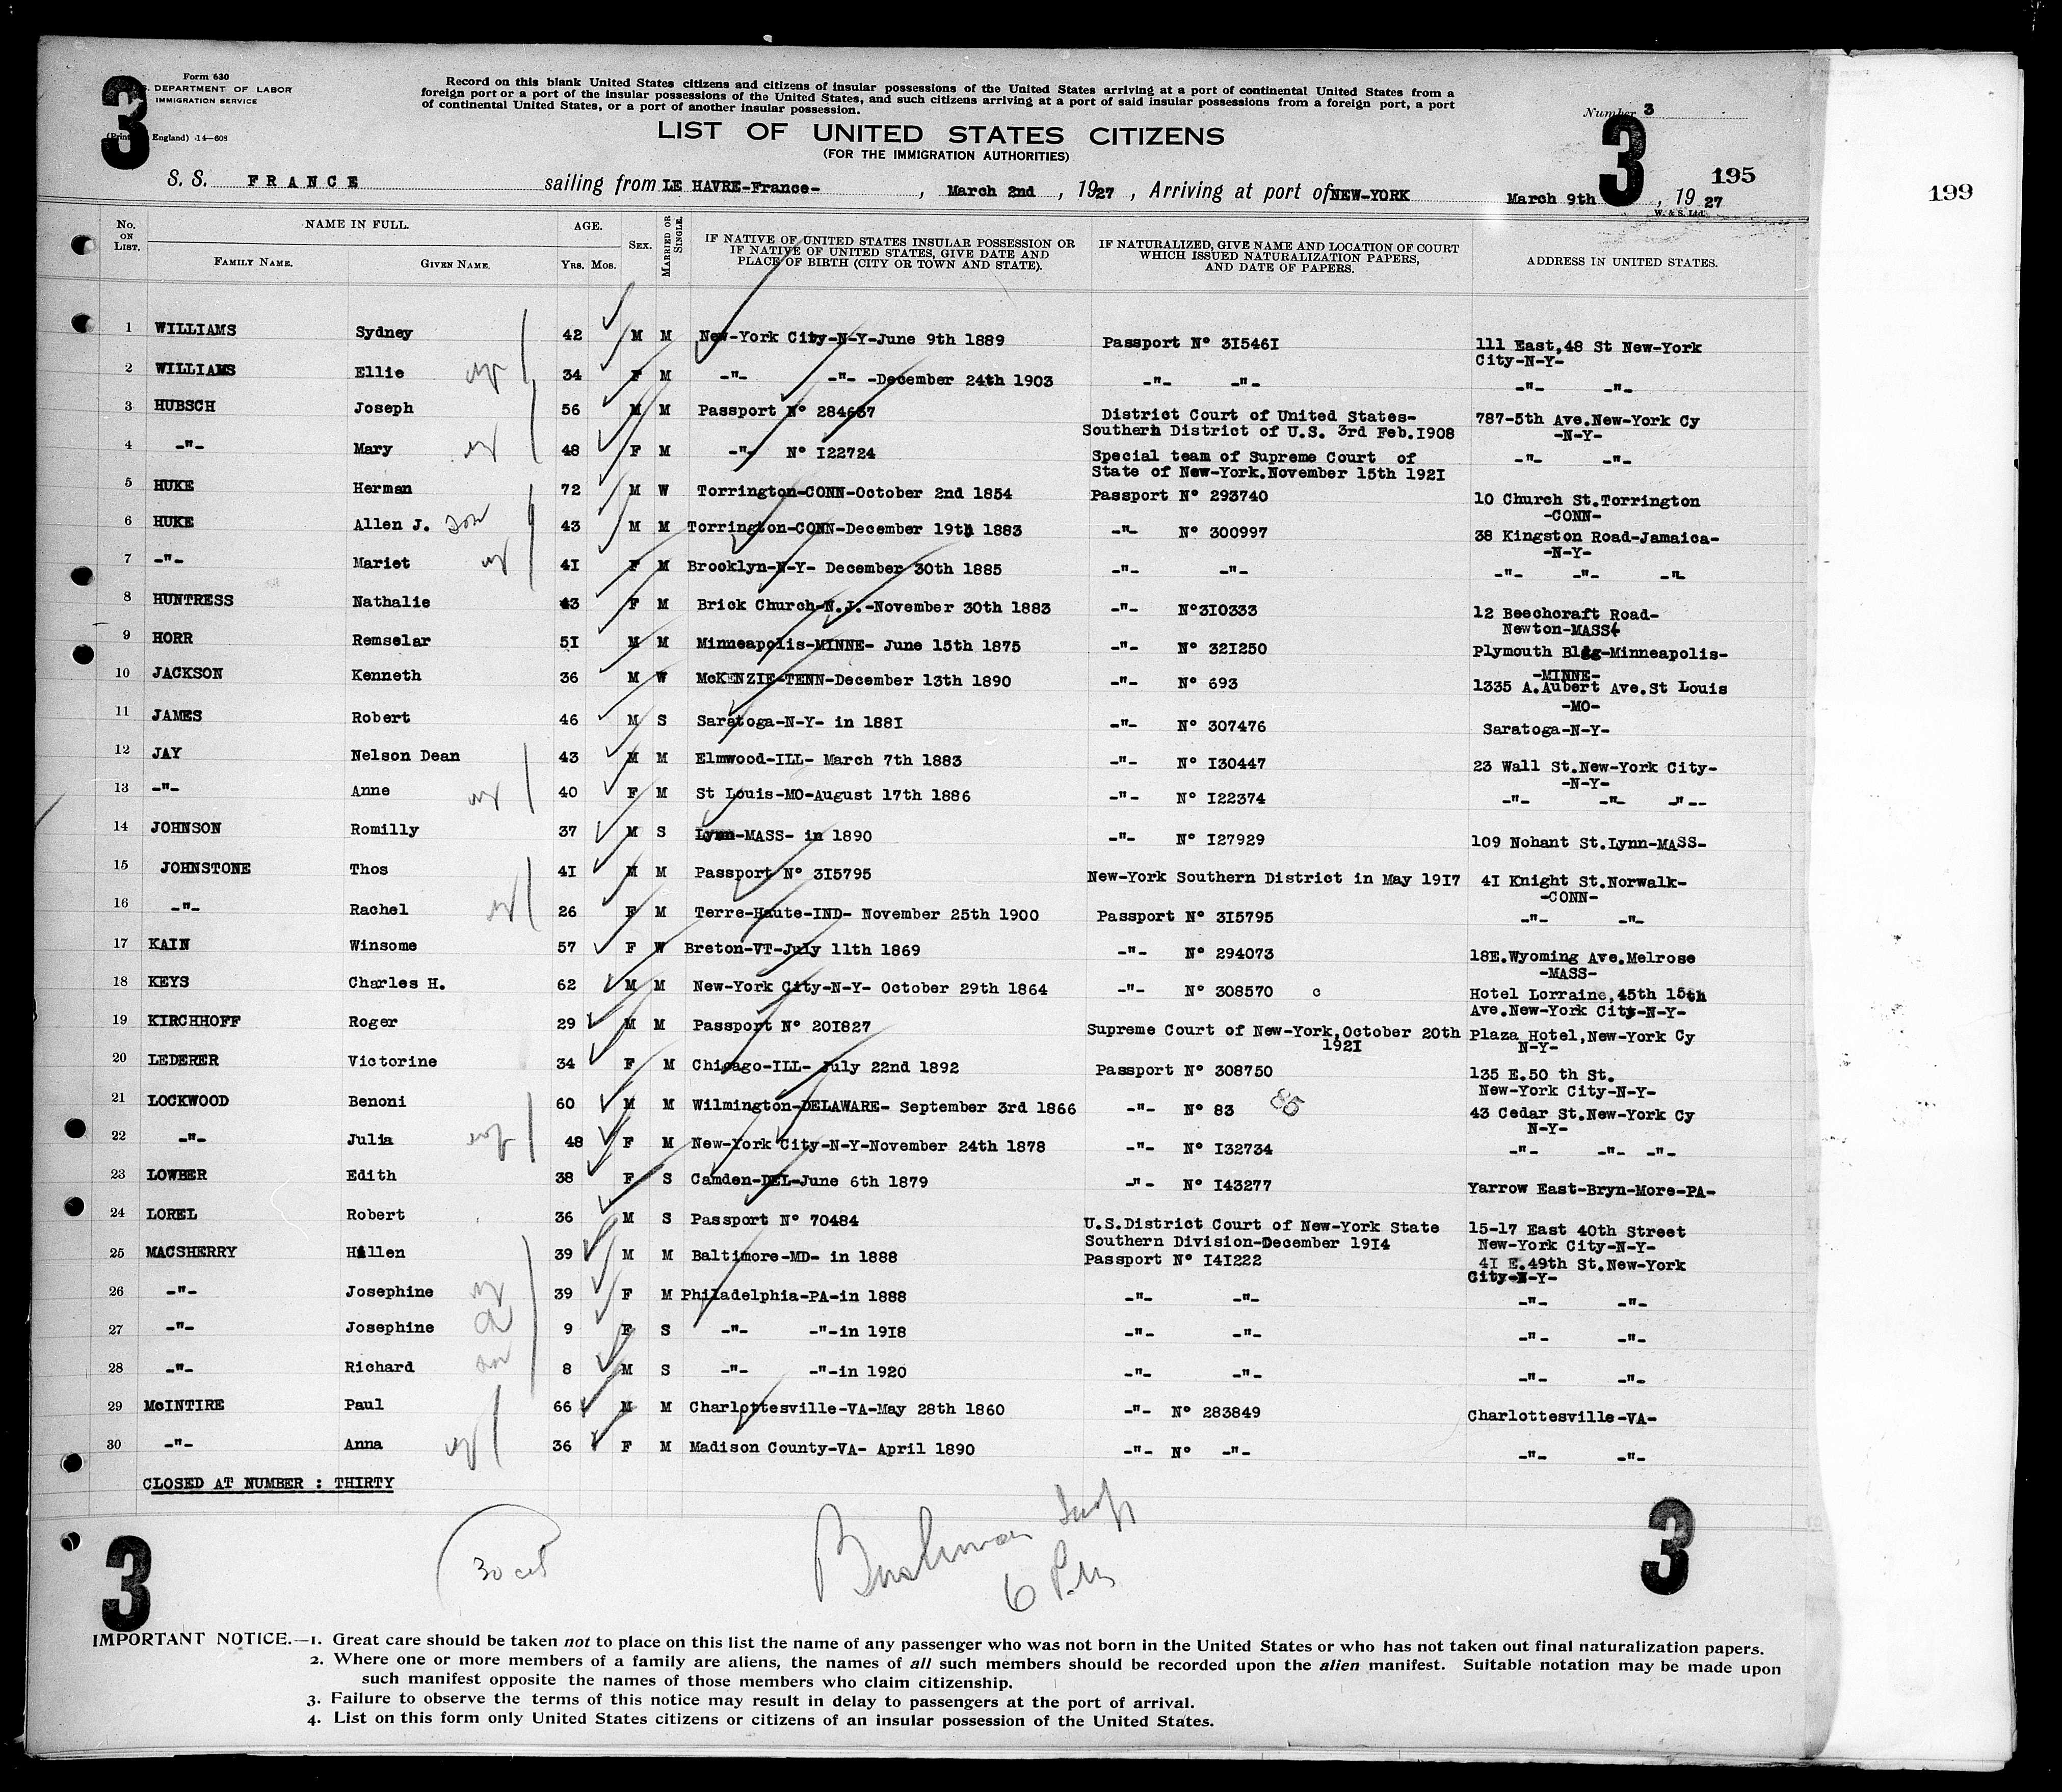 Form 630
DEPARTMENT OF LABOR
IMMIGRATION SERVICE
England) 14—608
3
Record on this blank United States citizens and citizens of insular possessions of the United States arriving at a port of continental United States from a
foreign port or a port of the insular possessions of the United States, and such citizens arriving at a port of said insular possessions from a foreign port, a port
of continental United States, or a port of another insular possession.
LIST OF UNITED STATES CITIZENS
(FOR THE IMMIGRATION AUTHORITIES)
Number 3
3
195
199
S. S. FRANCE sailing from LE HAVRE-France- , March 2nd , 1927 , Arriving at port of NEW-YORK March 9th , 19 27
W. & S. Ltd.
No. ON LIST. NAME IN FULL. AGE. SEX. MARRIED OR SINGLE. IF NATIVE OF UNITED STATES INSULAR POSSESSION OR IF NATIVE OF UNITED STATES, GIVE DATE AND PLACE OF BIRTH (CITY OR TOWN AND STATE). IF NATURALIZED, GIVE NAME AND LOCATION OF COURT WHICH ISSUED NATURALIZATION PAPERS, AND DATE OF PAPERS. ADDRESS IN UNITED STATES.
FAMILY NAME. GIVEN NAME. YRS. MOS.
1 WILLIAMS Sydney 42 M M New-York City-N-Y-June 9th 1889 Passport N° 315461 111 East,48 St New-York
City-N-Y-
2 WILLIAMS Ellie 34 F M -"- -"- -December 24th 1903 -"- -"- -"- -"-
3 HUBSCH Joseph 56 M M Passport N° 284667 District Court of United States- 787-5th Ave.New-York Cy
Southern District of U.S. 3rd Feb.1908 -N-Y-
4 -"- Mary 48 F M -"- N° 122724 Special team of Supreme Court of -"- -"-
State of New-York.November 15th 1921
5 HUKE Herman 72 M W Torrington-CONN-October 2nd 1854 Passport N° 293740 10 Church St.Torrington
-CONN-
6 HUKE Allen J. son 43 M M Torrington-CONN-December 19th 1883 -"- N° 300997 38 Kingston Road-Jamaica-
-N-Y-
7 -"- Mariet 41 F M Brooklyn-N-Y- December 30th 1885 -"- -"- -"- -"- -"-
8 HUNTRESS Nathalie 43 F M Brick Church-N.J.-November 30th 1883 -"- N°310333 12 Beechcraft Road-
Newton-MASS
9 HORR Remselar 51 M M Minneapolis-MINNE- June 15th 1875 -"- N° 321250 Plymouth Bldg-Minneapolis-
-MINNE-
10 JACKSON Kenneth 36 M W McKENZIE-TENN-December 13th 1890 -"- N° 693 1335 A.Aubert Ave.St Louis
-MO-
11 JAMES Robert 46 M S Saratoga-N-Y- in 1881 -"- N° 307476 Saratoga-N-Y-
12 JAY Nelson Dean 43 M M Elmwood-ILL- March 7th 1883 -"- N° 130447 23 Wall St.New-York City-
-N-Y-
13 -"- Anne 40 F M St Louis-MO-August 17th 1886 -"- N° 122374 -"- -"- -"--
14 JOHNSON Romilly 37 M S Lynn-MASS- in 1890 -"- N° 127929 109 Nohant St.Lynn-MASS-
15 JOHNSTONE Thos 41 M M Passport N° 315795 New-York Southern District in May 1917 41 Knight St.Norwalk-
-CONN-
16 -"- Rachel 26 F M Terre-Haute-IND- November 25th 1900 Passport N° 315795 -"- -"-
17 KAIN Winsome 57 F W Breton-VT-July 11th 1869 -"- N° 294073 18E.Wyoming Ave.Melrose
-MASS-
18 KEYS Charles H. 62 M M New-York City-N-Y- October 29th 1864 -"- N° 308570 c Hotel Lorraine,45th 15th
Ave.New-York City-N-Y-
19 KIRCHHOFF Roger 29 M M Passport N° 201827 Supreme Court of New-York,October 20th Plaza Hotel,New-York Cy
1921 N-Y-
20 LEDERER Victorine 34 F M Chicago-ILL- July 22nd 1892 Passport N° 308750 135 E.50 th St.
New-York City-N-Y-
21 LOCKWOOD Benoni 60 M M Wilmington-DELAWARE- September 3rd 1866 -"- N° 83 85 43 Cedar St.New-York Cy
N-Y-
22 -"- Julia 48 F M New-York City-N-Y-November 24th 1878 -"- N° 132734 -"- -"- -"-
23 LOWBER Edith 38 F S Camden-DEL-June 6th 1879 -"- N° 143277 Yarrow East-Bryn-More-PA-
24 LOREL Robert 36 M S Passport N° 70484 U.S.District Court of New-York State 15-17 East 40th Street
Southern Division-December 1914 New-York City-N-Y-
25 MACSHERRY Hillen 39 M M Baltimore-MD- in 1888 Passport N° 141222 41 E.49th St.New-York
City-N-Y-
26 -"- Josephine 39 F M Philadelphia-PA-in 1888 -"- -"- -"- -"-
27 -"- Josephine 9 F S -"- -"-in 1918 -"- -"- -"- -"-
28 -"- Richard son 8 M S -"- -"-in 1920 -"- -"- -"- -"-
29 McINTIRE Paul 66 M M Charlottesville-VA-May 28th 1860 -"- N° 283849 Charlottesville-VA-
30 -"- Anna 36 F M Madison County-VA- April 1890 -"- N° -"- -"- -"-
CLOSED AT NUMBER : THIRTY
30
Bushman
6 P.M
3
3
IMPORTANT NOTICE.—1. Great care should be taken not to place on this list the name of any passenger who was not born in the United States or who has not taken out final naturalization papers.
2. Where one or more members of a family are aliens, the names of all such members should be recorded upon the alien manifest. Suitable notation may be made upon
such manifest opposite the names of those members who claim citizenship.
3. Failure to observe the terms of this notice may result in delay to passengers at the port of arrival.
4. List on this form only United States citizens or citizens of an insular possession of the United States.